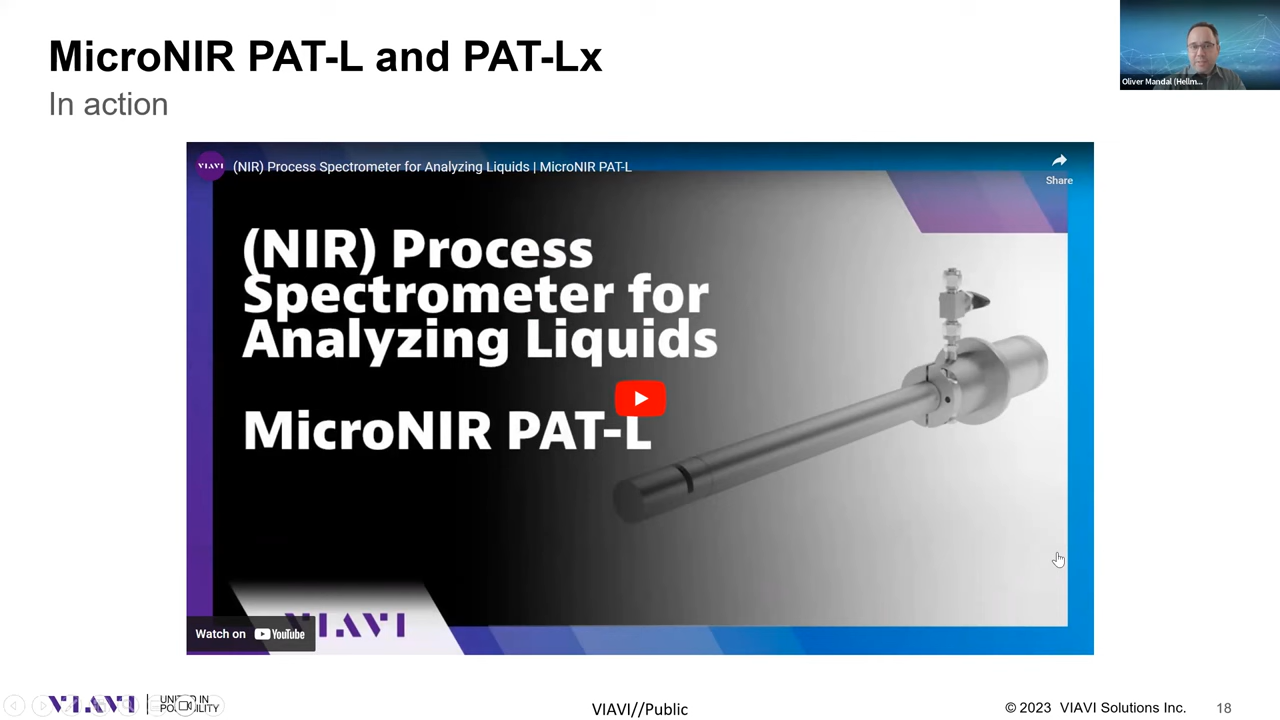 MicroNIR PAT-L and PAT-Lx
In action
Oliver Mandal (Hellm...
VIAVI
(NIR) Process Spectrometer for Analyzing Liquids | MicroNIR PAT-L
Share
(NIR) Process
Spectrometer for
Analyzing Liquids
MicroNIR PAT-L
VIAVI
Watch on YouTube
VIAVI
VIAVI//Public
© 2023 VIAVI Solutions Inc.
18